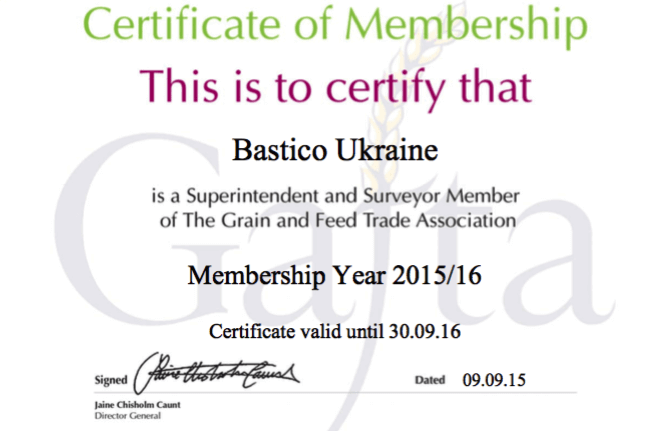 Certificate of Membership
This is to certify that
Bastico Ukraine
is a Superintendent and Surveyor Member
of The Grain and Feed Trade Association
Gafta
Membership Year 2015/16
Certificate valid until 30.09.16
Signed
Dated 09.09.15
Jaine Chisholm Caunt
Director General